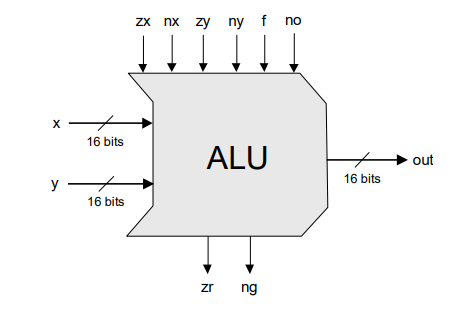 zx nx zy ny f no
x
16 bits
ALU
out
16 bits
y
16 bits
zr ng